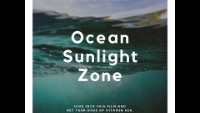 Ocean
Sunlight
Zone
DIVE INTO THIS FILM AND
GET YOUR DOSE OF VITAMIN SEA